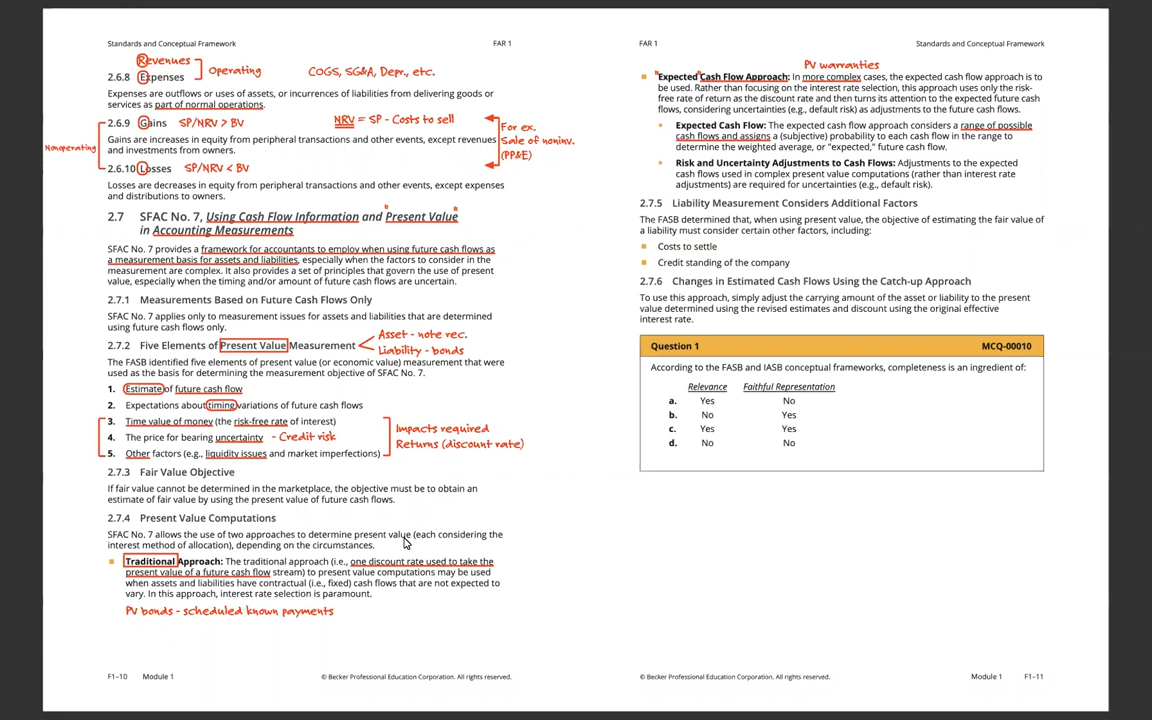 Standards and Conceptual Framework
FAR 1
Revenues
2.6.8 Expenses
Operating
COGS, SG&A, Depr., etc.
Expenses are outflows or uses of assets, or incurrences of liabilities from delivering goods or
services as part of normal operations.
2.6.9 Gains
SP/NRV > BV
NRV = SP - Costs to sell
Gains are increases in equity from peripheral transactions and other events, except revenues
and investments from owners.
Nonoperating
For ex.
Sale of noninv.
(PP&E)
2.6.10 Losses
SP/NRV < BV
Losses are decreases in equity from peripheral transactions and other events, except expenses
and distributions to owners.
2.7 SFAC No. 7, Using Cash Flow Information and "Present Value"
in Accounting Measurements
SFAC No. 7 provides a framework for accountants to employ when using future cash flows as
a measurement basis for assets and liabilities, especially when the factors to consider in the
measurement are complex. It also provides a set of principles that govern the use of present
value, especially when the timing and/or amount of future cash flows are uncertain.
2.7.1 Measurements Based on Future Cash Flows Only
SFAC No. 7 applies only to measurement issues for assets and liabilities that are determined
using future cash flows only.
2.7.2 Five Elements of Present Value Measurement
Asset - note rec.
Liability - bonds
The FASB identified five elements of present value (or economic value) measurement that were
used as the basis for determining the measurement objective of SFAC No. 7.
1. Estimate of future cash flow
2. Expectations about timing variations of future cash flows
3. Time value of money (the risk-free rate of interest)
4. The price for bearing uncertainty - Credit risk
5. Other factors (e.g., liquidity issues and market imperfections)
Impacts required
Returns (discount rate)
2.7.3 Fair Value Objective
If fair value cannot be determined in the marketplace, the objective must be to obtain an
estimate of fair value by using the present value of future cash flows.
2.7.4 Present Value Computations
SFAC No. 7 allows the use of two approaches to determine present value (each considering the
interest method of allocation), depending on the circumstances.
Traditional Approach: The traditional approach (i.e., one discount rate used to take the
present value of a future cash flow stream) to present value computations may be used
when assets and liabilities have contractual (i.e., fixed) cash flows that are not expected to
vary. In this approach, interest rate selection is paramount.
PV bonds - scheduled known payments
F1-10 Module 1
© Becker Professional Education Corporation. All rights reserved.
FAR 1
Standards and Conceptual Framework
PV warranties
"Expected" Cash Flow Approach: In more complex cases, the expected cash flow approach is to
be used. Rather than focusing on the interest rate selection, this approach uses only the risk-
free rate of return as the discount rate and then turns its attention to the expected future cash
flows, considering uncertainties (e.g., default risk) as adjustments to the future cash flows.
Expected Cash Flow: The expected cash flow approach considers a range of possible
cash flows and assigns a (subjective) probability to each cash flow in the range to
determine the weighted average, or "expected," future cash flow.
Risk and Uncertainty Adjustments to Cash Flows: Adjustments to the expected
cash flows used in complex present value computations (rather than interest rate
adjustments) are required for uncertainties (e.g., default risk).
2.7.5 Liability Measurement Considers Additional Factors
The FASB determined that, when using present value, the objective of estimating the fair value of
a liability must consider certain other factors, including:
Costs to settle
Credit standing of the company
2.7.6 Changes in Estimated Cash Flows Using the Catch-up Approach
To use this approach, simply adjust the carrying amount of the asset or liability to the present
value determined using the revised estimates and discount using the original effective
interest rate.
Question 1
MCQ-00010
According to the FASB and IASB conceptual frameworks, completeness is an ingredient of:
Relevance Faithful Representation
a. Yes No
b. No Yes
c. Yes Yes
d. No No
© Becker Professional Education Corporation. All rights reserved.
Module 1 F1-11